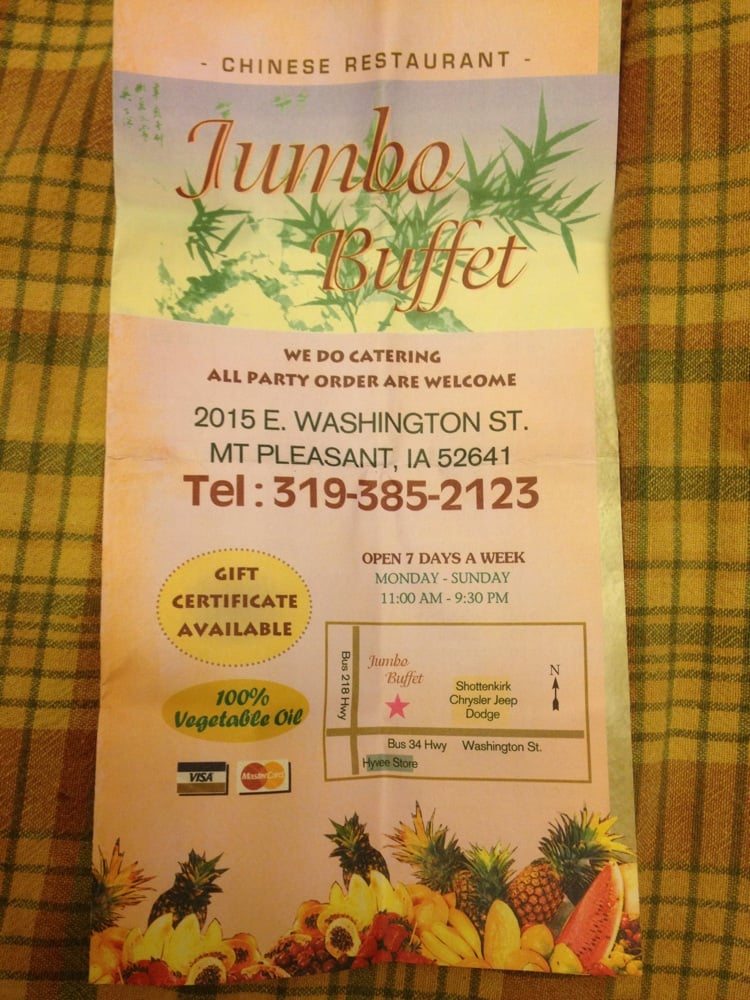 - CHINESE RESTAURANT -
Jumbo
Buffet
WE DO CATERING
ALL PARTY ORDER ARE WELCOME
2015 E. WASHINGTON ST.
MT PLEASANT, IA 52641
Tel : 319-385-2123
GIFT
CERTIFICATE
AVAILABLE
OPEN 7 DAYS A WEEK
MONDAY - SUNDAY
11:00 AM - 9:30 PM
100%
Vegetable Oil
VISA
MasterCard
Bus 218 Hwy
Jumbo
Buffet
Shottenkirk
Chrysler Jeep
Dodge
N
Bus 34 Hwy Washington St.
Hyvee Store